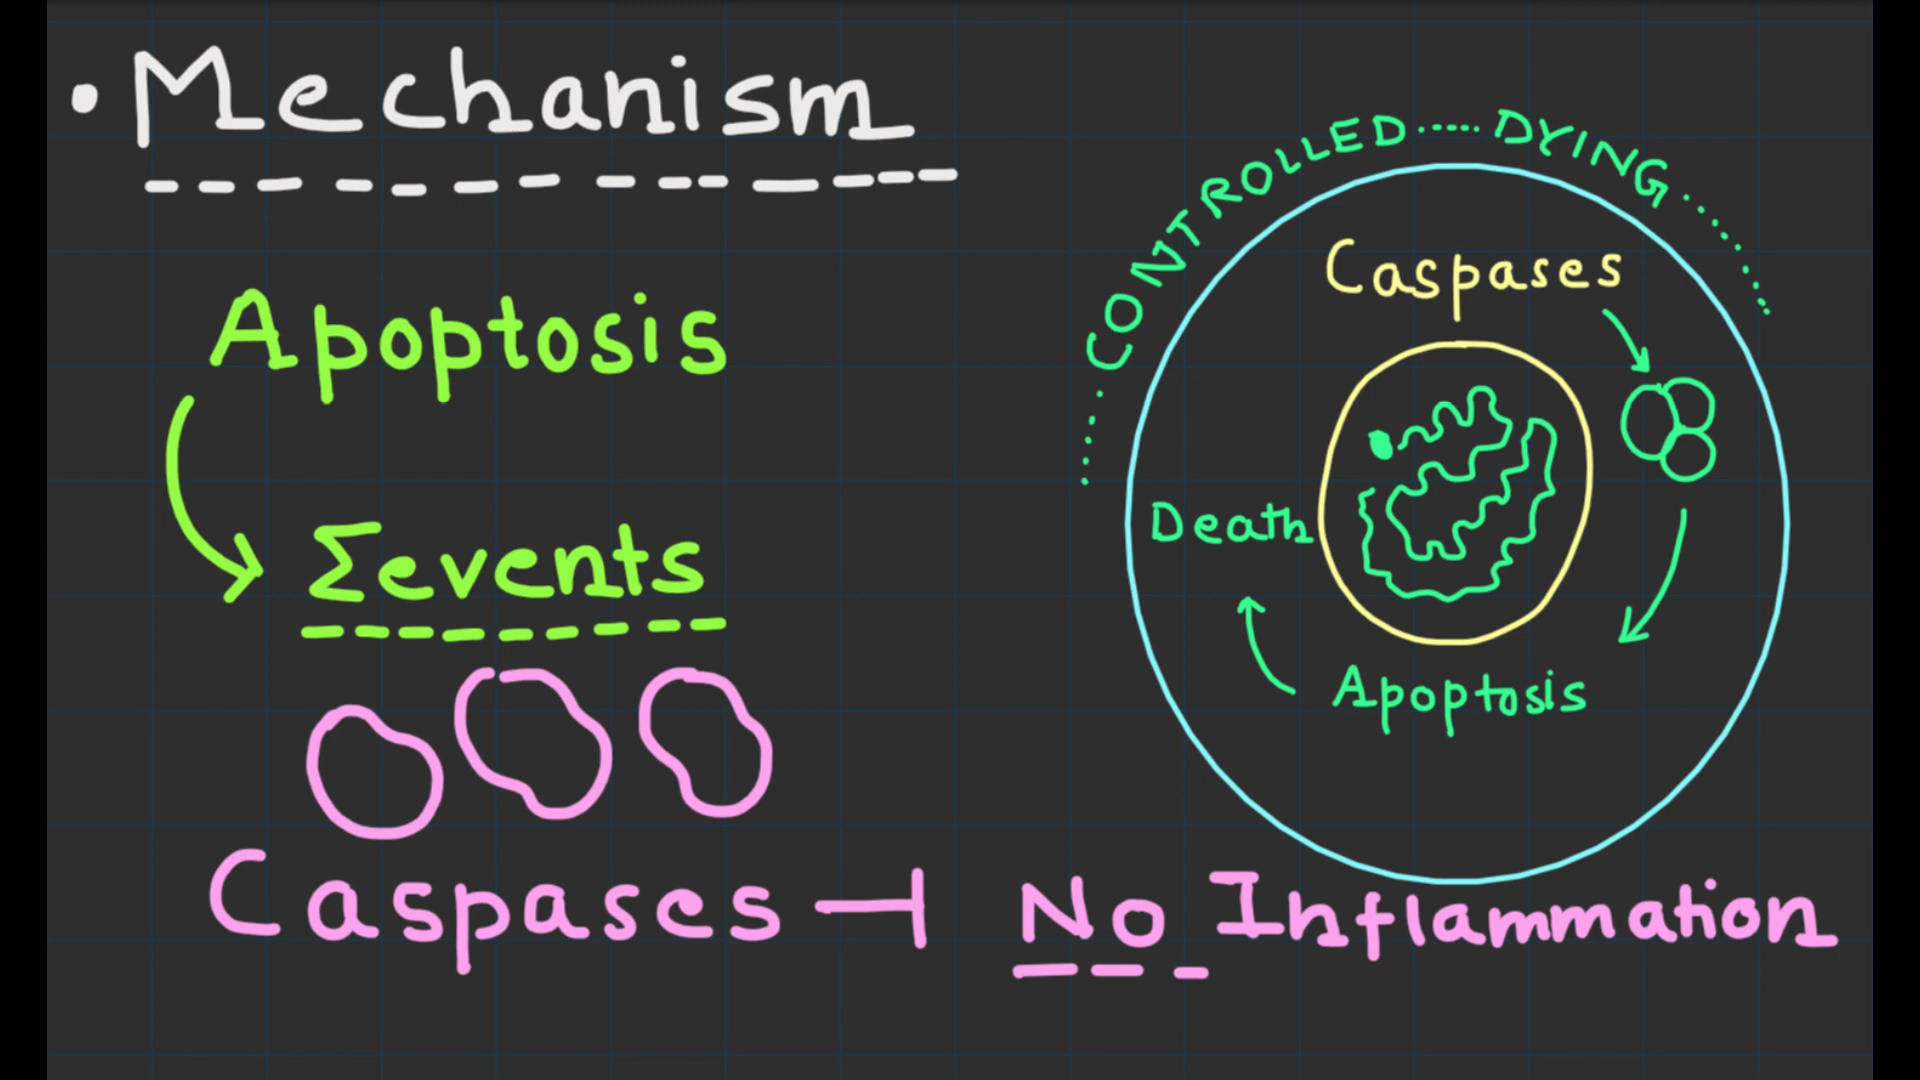 • Mechanism
Apoptosis
Σevents
Caspases ⊣ No Inflammation
CONTROLLED ..... DYING ......
Caspases
Death
Apoptosis